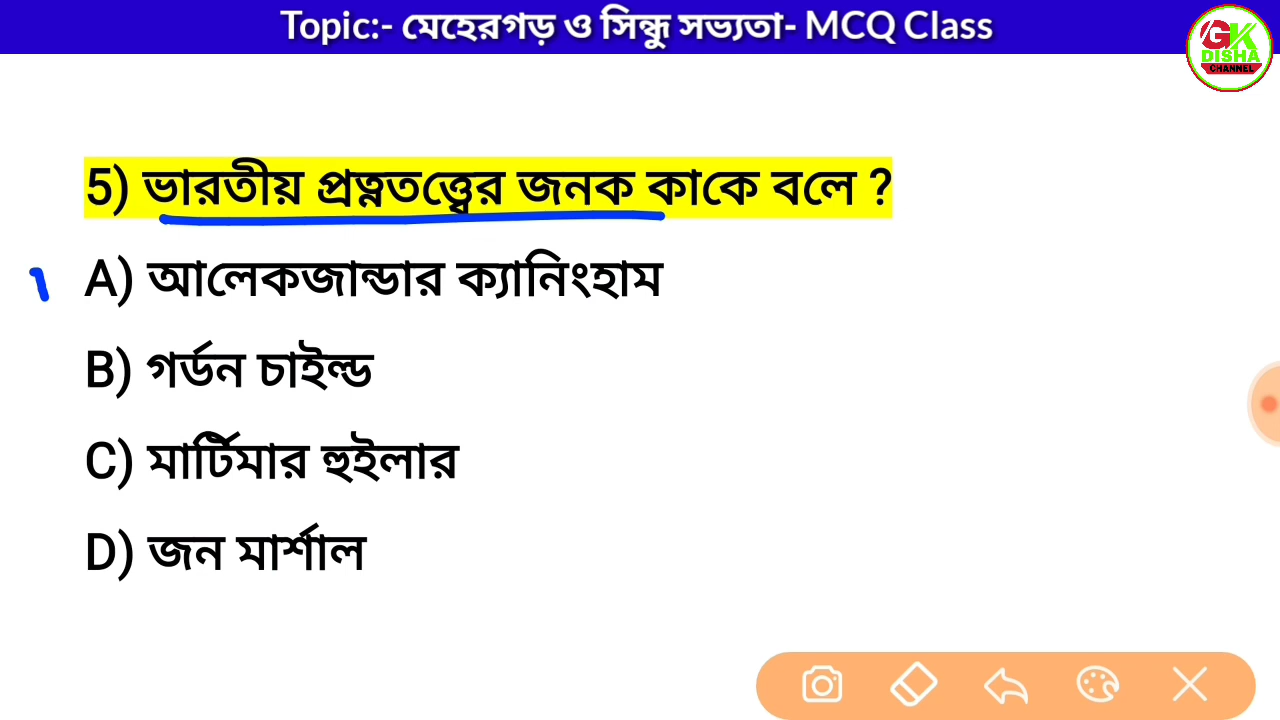 Topic:- মেহেরগড় ও সিন্ধু সভ্যতা- MCQ Class
GK
DISHA
CHANNEL
5) ভারতীয় প্রত্নতত্ত্বের জনক কাকে বলে ?
A) আলেকজান্ডার ক্যানিংহাম
B) গর্ডন চাইল্ড
C) মার্টিমার হুইলার
D) জন মার্শাল